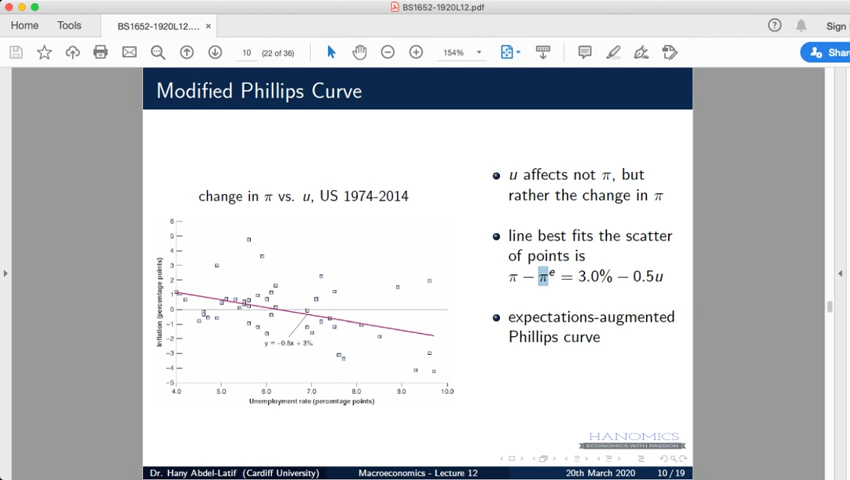 BS1652-1920L12.pdf
Home
Tools
BS1652-1920L12....
×
Sign
10
(22 of 36)
154%
Shar
Modified Phillips Curve
change in π vs. u, US 1974-2014
6
5
4
3
2
1
0
−1
−2
−3
−4
−5
Inflation (percentage points)
y = −0.5x + 3%
4.0 5.0 6.0 7.0 8.0 9.0 10.0
Unemployment rate (percentage points)
u affects not π, but
rather the change in π
line best fits the scatter
of points is
π − πᵉ = 3.0% − 0.5u
expectations-augmented
Phillips curve
HANOMICS
ECONOMICS WITH PASSION
Dr. Hany Abdel-Latif (Cardiff University)
Macroeconomics - Lecture 12
20th March 2020
10 / 19